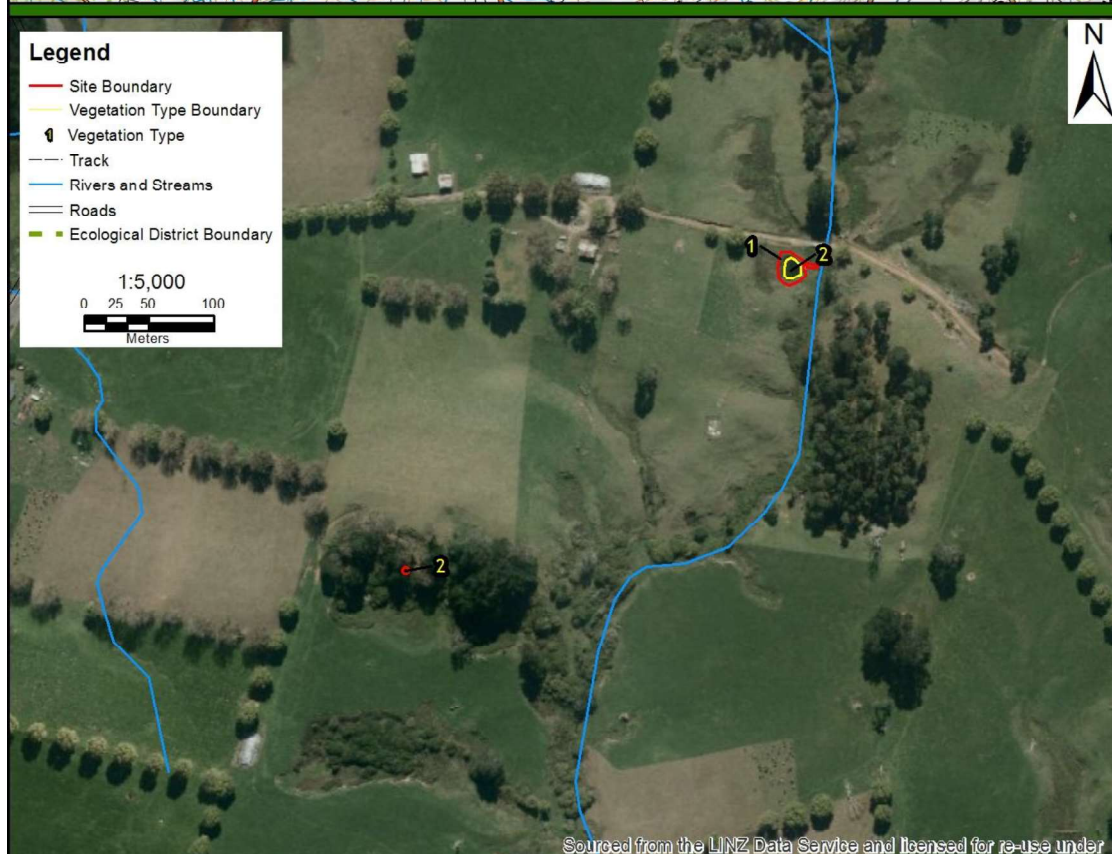 Legend
Site Boundary
Vegetation Type Boundary
1 Vegetation Type
Track
Rivers and Streams
Roads
Ecological District Boundary
1:5,000
0 25 50 100
Meters
N
1 2
2
Sourced from the LINZ Data Service and licensed for re-use under